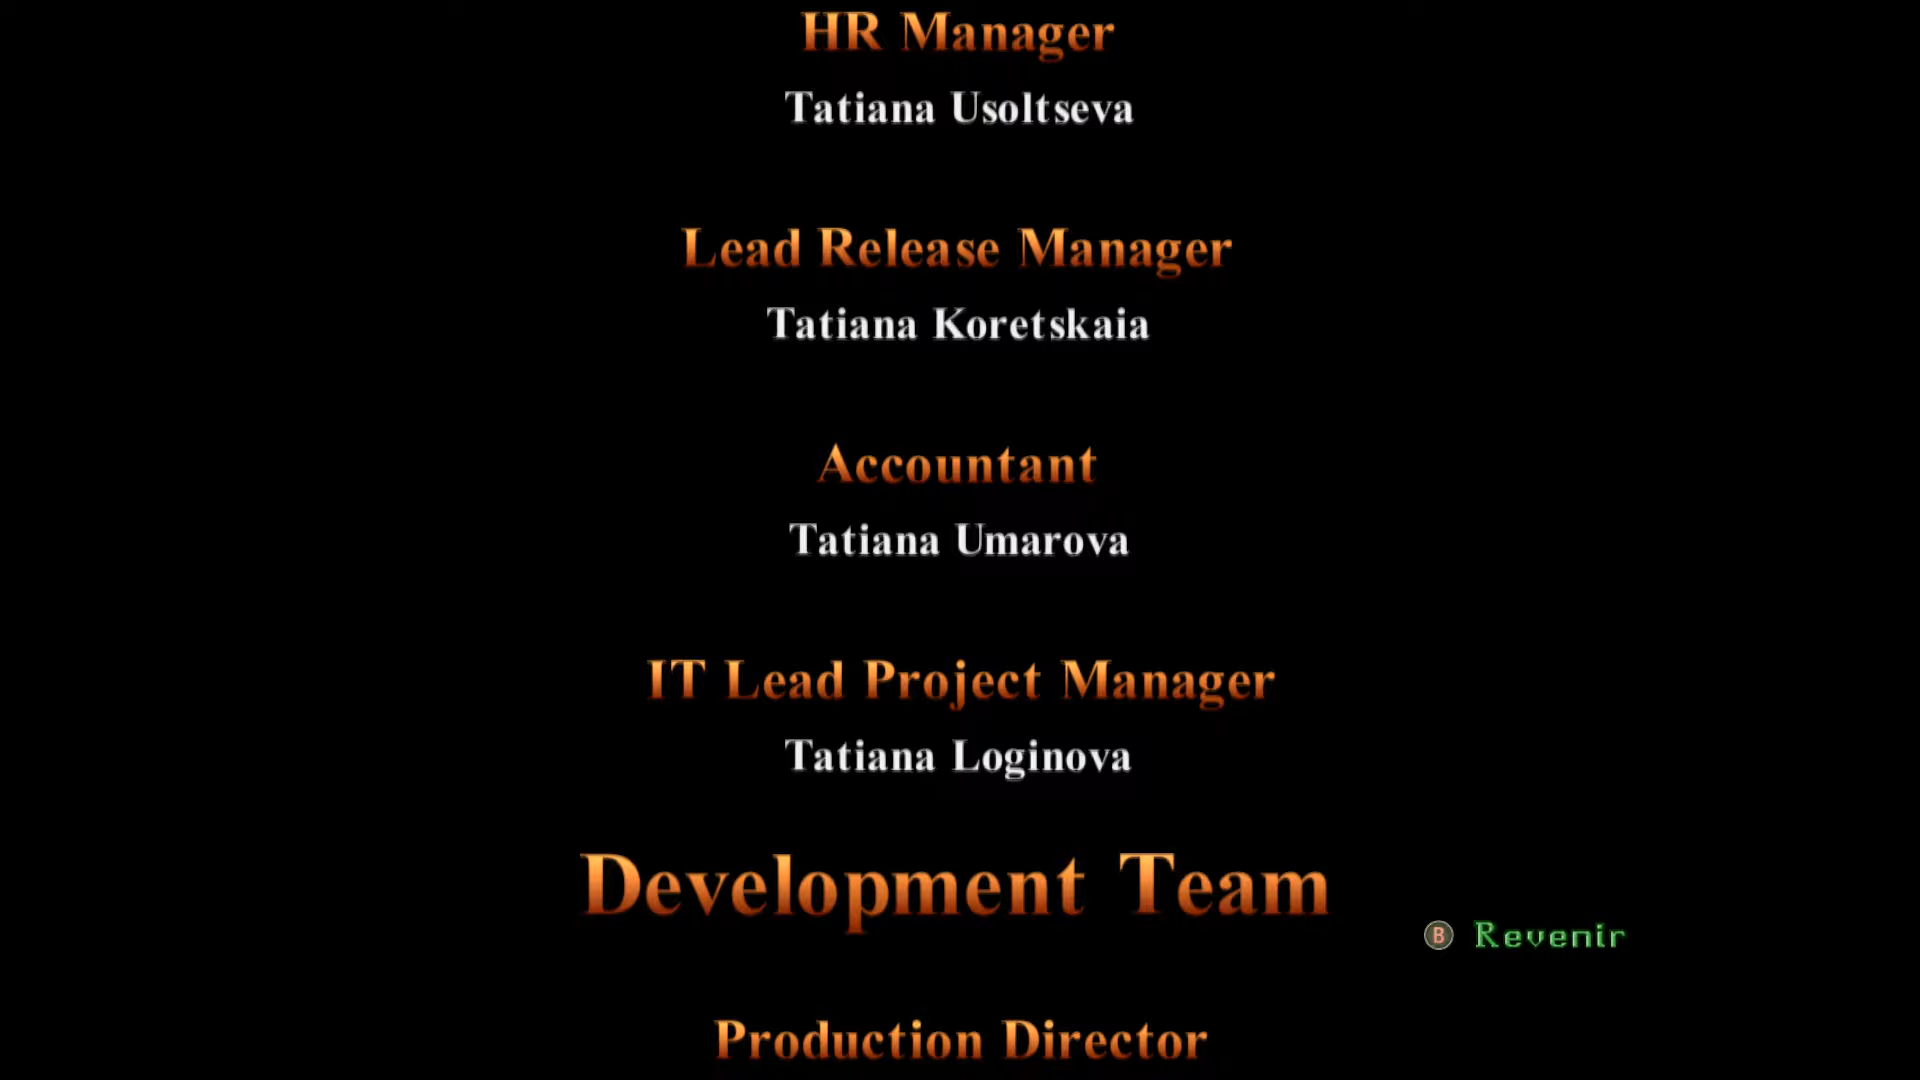 HR Manager
Tatiana Usoltseva
Lead Release Manager
Tatiana Koretskaia
Accountant
Tatiana Umarova
IT Lead Project Manager
Tatiana Loginova
Development Team
B Revenir
Production Director